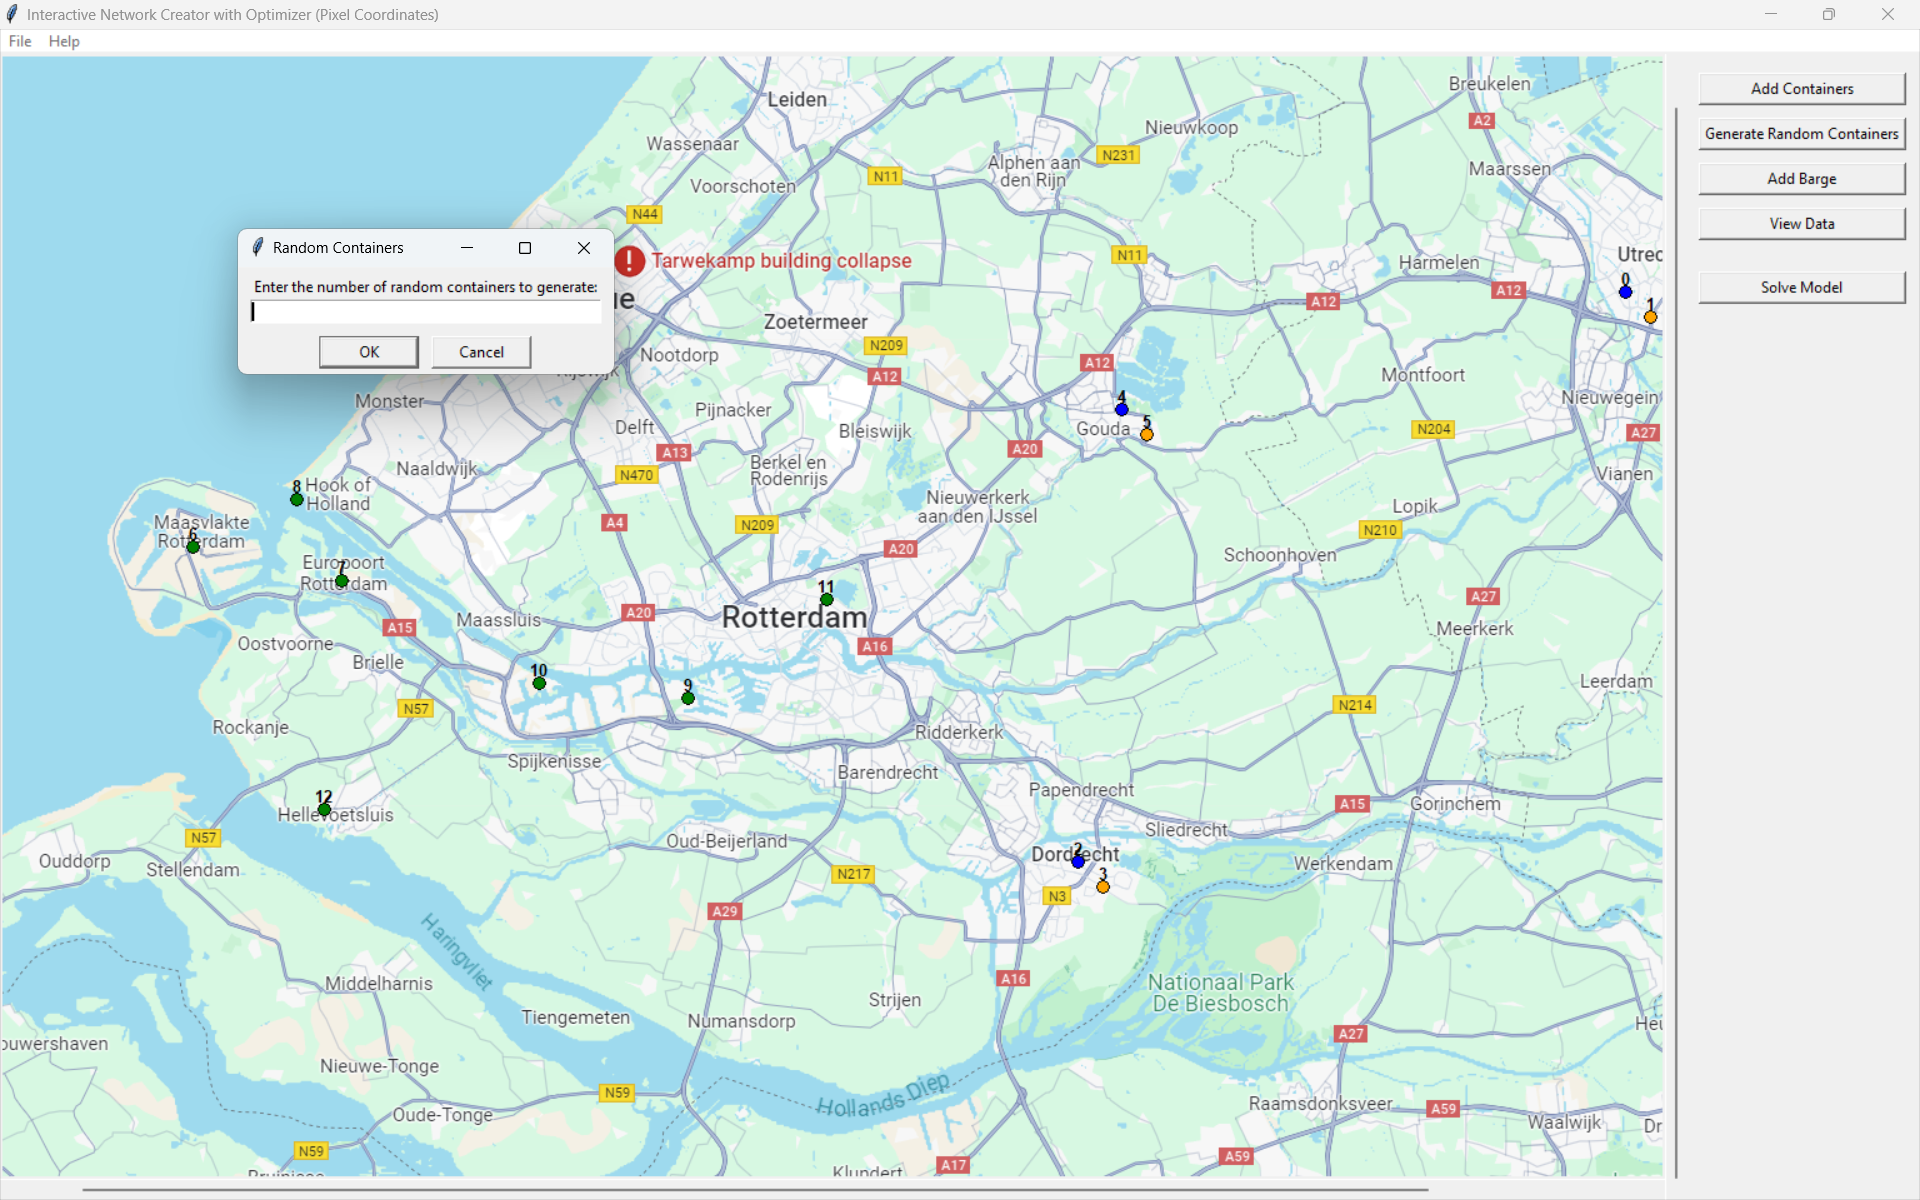 Interactive Network Creator with Optimizer (Pixel Coordinates)
File Help
Add Containers
Generate Random Containers
Add Barge
View Data
Solve Model
Random Containers
Enter the number of random containers to generate:
OK
Cancel
Leiden
Breukelen
A2
Nieuwkoop
Wassenaar
N231
Alphen aan
den Rijn
Maarssen
N11
Voorschoten
N44
Tarwekamp building collapse
N11
Harmelen
Utrec
0
A12
A12
1
Zoetermeer
N209
Nootdorp
A12
A12
Montfoort
Monster
Pijnacker
4
Nieuwegein
Delft
Bleiswijk
Gouda
5
N204
A27
A13
A20
Naaldwijk
N470
Berkel en
Rodenrijs
Vianen
8
Hook of
Holland
Nieuwerkerk
aan den IJssel
Lopik
Maasvlakte
Rotterdam
6
A4
N209
N210
A20
Schoonhoven
Europoort
Rotterdam
7
11
Rotterdam
A20
A27
Maassluis
A15
Meerkerk
Oostvoorne
A16
Brielle
10
9
Leerdam
N57
N214
Rockanje
Ridderkerk
Spijkenisse
Barendrecht
Papendrecht
12
Hellevoetsluis
A15
Gorinchem
N57
Oud-Beijerland
Sliedrecht
Ouddorp
Stellendam
2
Dordrecht
Werkendam
N217
3
N3
A29
Haringvliet
A16
Middelharnis
Nationaal Park
De Biesbosch
Strijen
Tiengemeten
Numansdorp
A27
ouwershaven
Nieuwe-Tonge
N59
Hollands Diep
Oude-Tonge
Raamsdonksveer
A59
Waalwijk
Dr
N59
A59
A17
Klundert